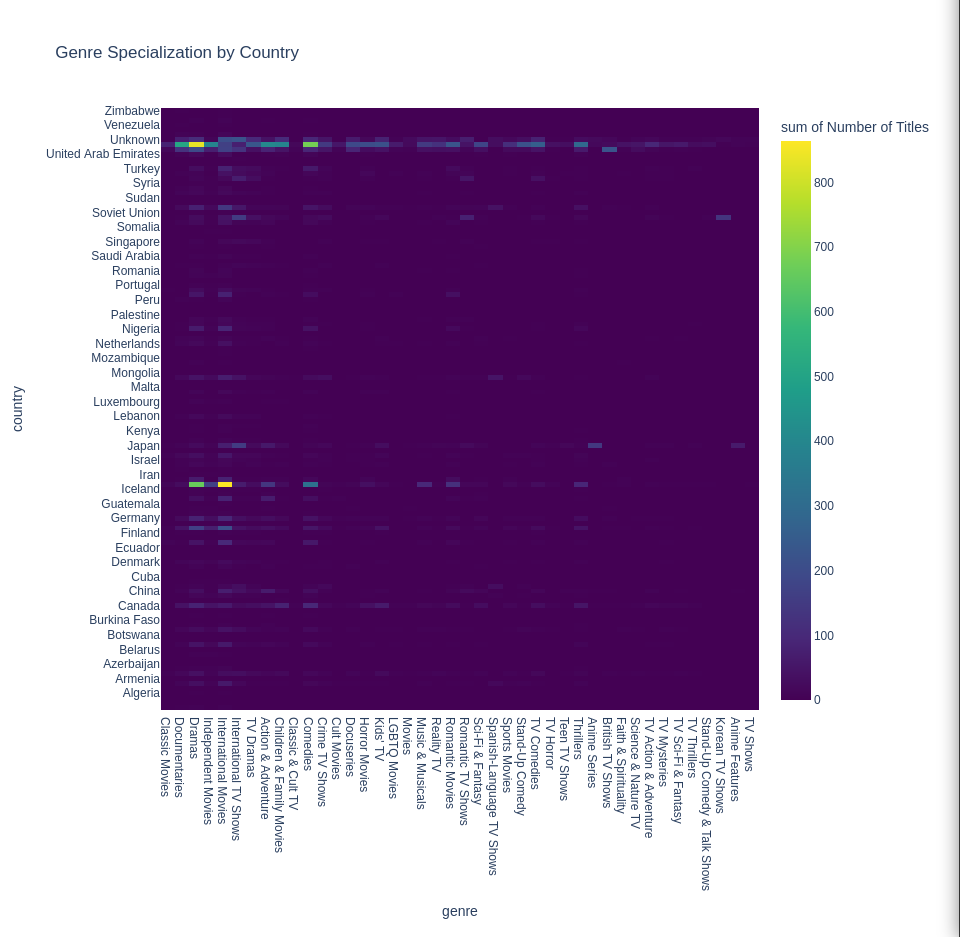 Genre Specialization by Country
sum of Number of Titles
800
700
600
500
400
300
200
100
0
country
Zimbabwe
Venezuela
Unknown
United Arab Emirates
Turkey
Syria
Sudan
Soviet Union
Somalia
Singapore
Saudi Arabia
Romania
Portugal
Peru
Palestine
Nigeria
Netherlands
Mozambique
Mongolia
Malta
Luxembourg
Lebanon
Kenya
Japan
Israel
Iran
Iceland
Guatemala
Germany
Finland
Ecuador
Denmark
Cuba
China
Canada
Burkina Faso
Botswana
Belarus
Azerbaijan
Armenia
Algeria
Classic Movies
Documentaries
Dramas
Independent Movies
International Movies
International TV Shows
TV Dramas
Action & Adventure
Children & Family Movies
Classic & Cult TV
Comedies
Crime TV Shows
Cult Movies
Docuseries
Horror Movies
Kids' TV
LGBTQ Movies
Movies
Music & Musicals
Reality TV
Romantic Movies
Romantic TV Shows
Sci-Fi & Fantasy
Spanish-Language TV Shows
Sports Movies
Stand-Up Comedy
TV Comedies
TV Horror
Teen TV Shows
Thrillers
Anime Series
British TV Shows
Faith & Spirituality
Science & Nature TV
TV Action & Adventure
TV Mysteries
TV Sci-Fi & Fantasy
TV Thrillers
Stand-Up Comedy & Talk Shows
Korean TV Shows
Anime Features
TV Shows
genre